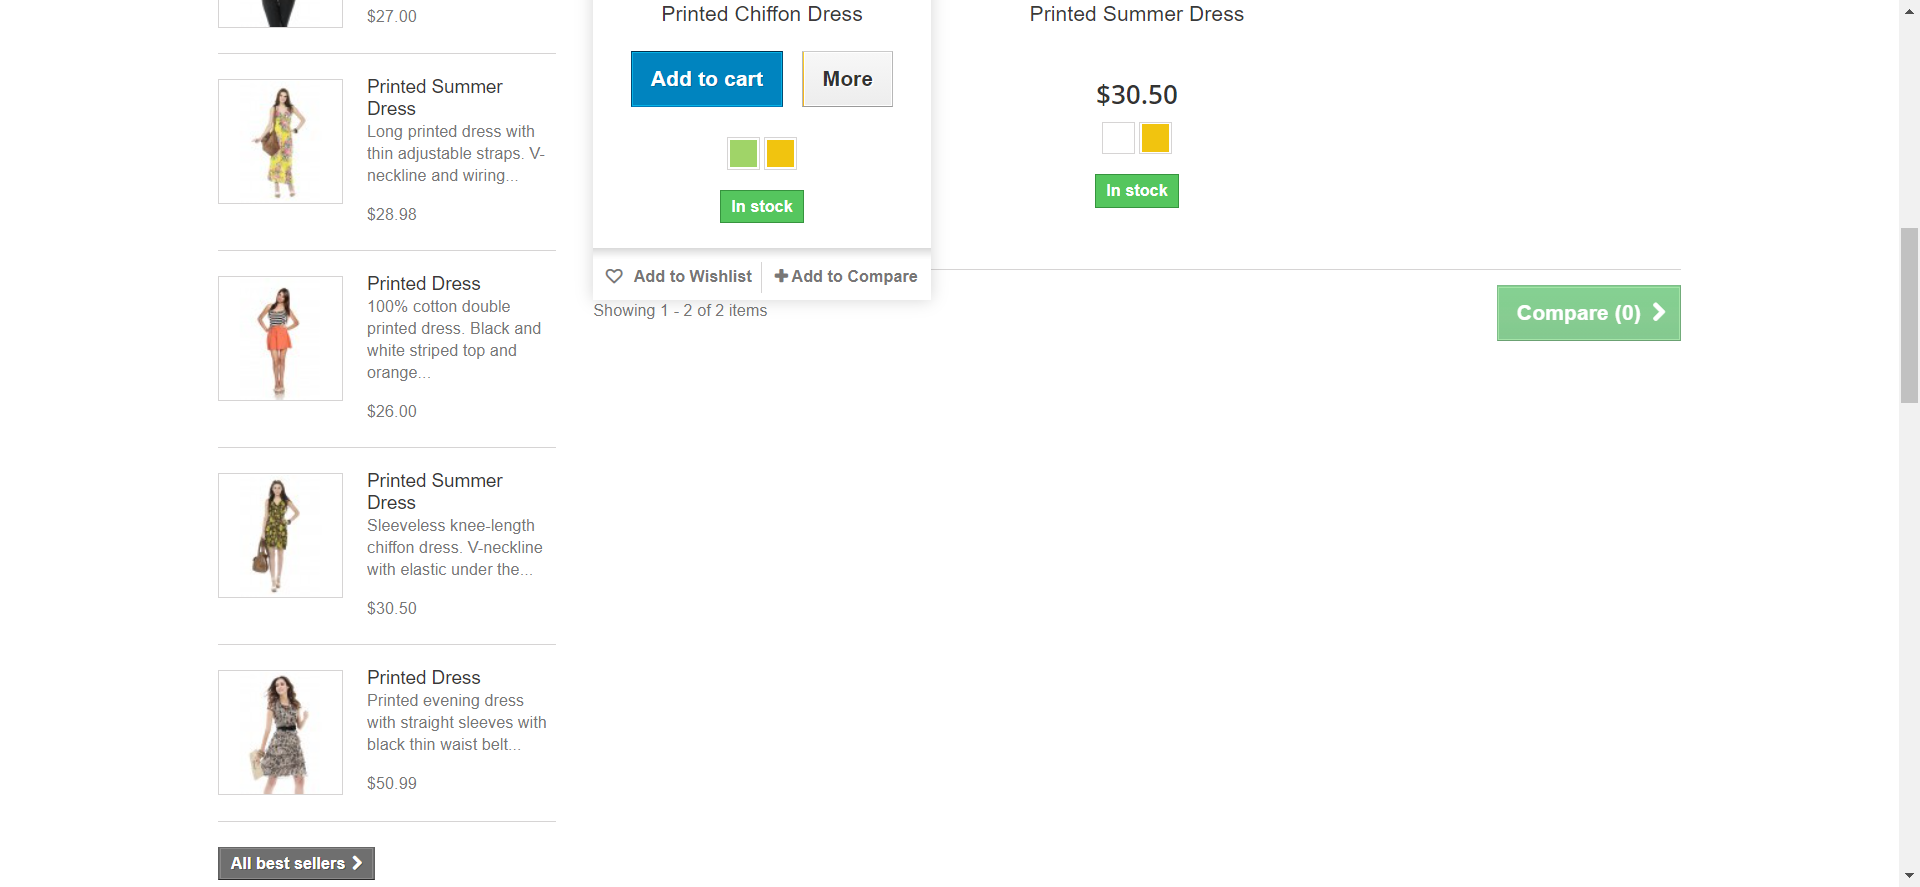 $27.00
Printed Summer
Dress
Long printed dress with
thin adjustable straps. V-
neckline and wiring...
$28.98
Printed Dress
100% cotton double
printed dress. Black and
white striped top and
orange...
$26.00
Printed Summer
Dress
Sleeveless knee-length
chiffon dress. V-neckline
with elastic under the...
$30.50
Printed Dress
Printed evening dress
with straight sleeves with
black thin waist belt...
$50.99
All best sellers
Printed Chiffon Dress
Add to cart
More
In stock
Add to Wishlist
Add to Compare
Printed Summer Dress
$30.50
In stock
Showing 1 - 2 of 2 items
Compare (0)